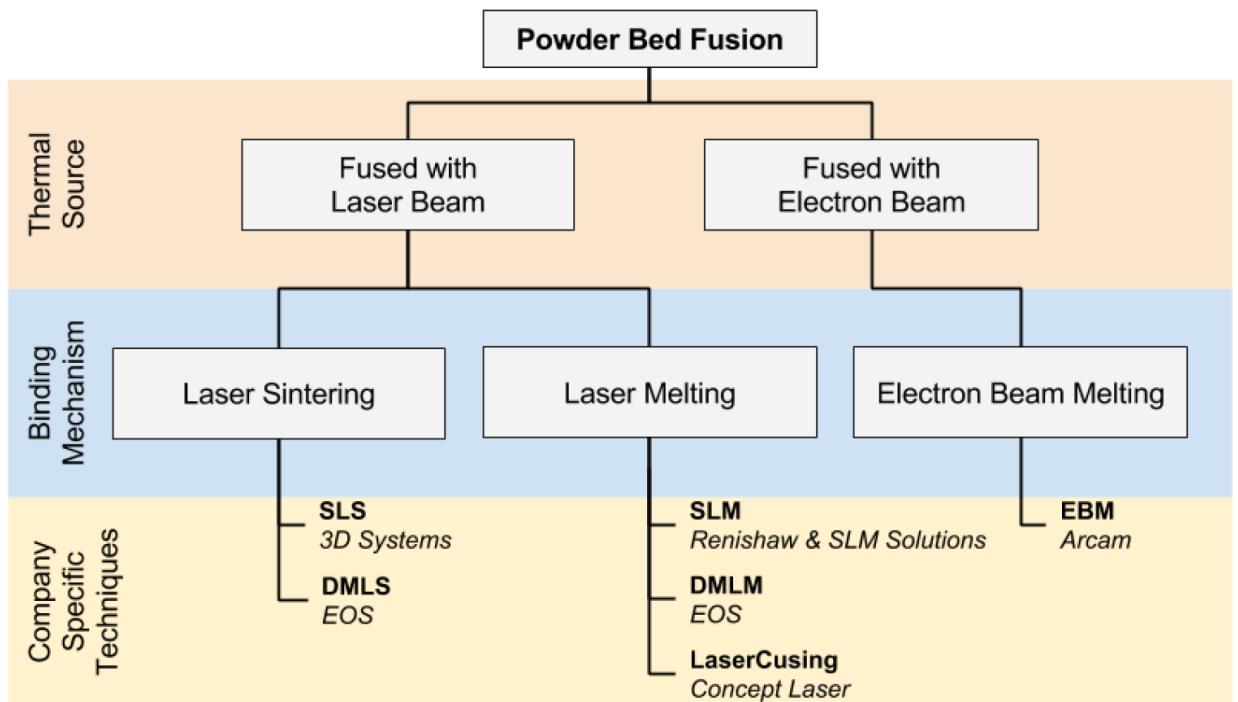 Powder Bed Fusion
Thermal
Source
Fused with
Laser Beam
Fused with
Electron Beam
Binding
Mechanism
Laser Sintering
Laser Melting
Electron Beam Melting
Company
Specific
Techniques
SLS
3D Systems
DMLS
EOS
SLM
Renishaw & SLM Solutions
DMLM
EOS
LaserCusing
Concept Laser
EBM
Arcam